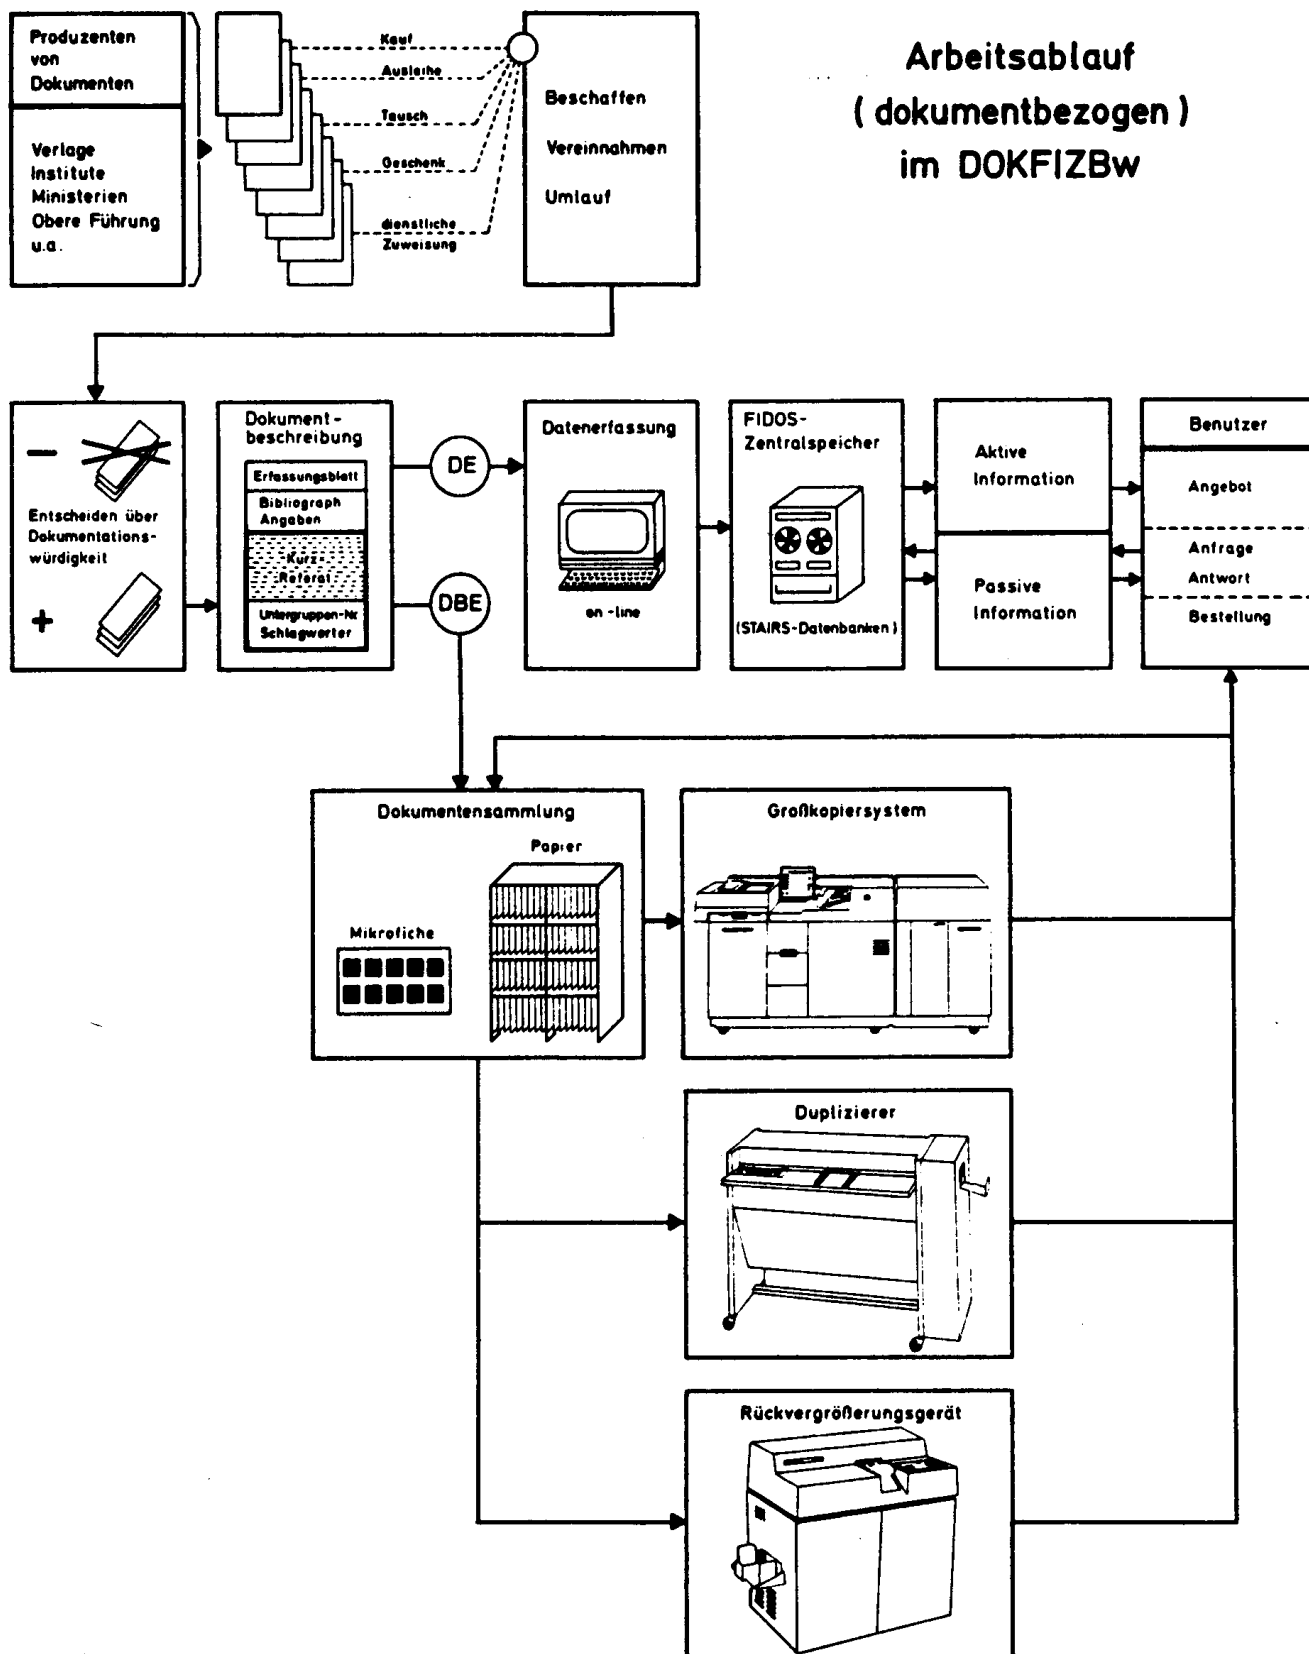 Arbeitsablauf
( dokumentbezogen )
im DOKFIZBw
Produzenten
von
Dokumenten
Verlage
Institute
Ministerien
Obere Führung
u.a.
Kauf
Ausleihe
Tausch
Geschenk
dienstliche
Zuweisung
Beschaffen
Vereinnahmen
Umlauf
−
Entscheiden über
Dokumentations-
würdigkeit
+
Dokument-
beschreibung
Erfassungsblatt
Bibliograph
Angaben
Kurz-
Referat
Untergruppen-Nr
Schlagworter
DE
DBE
Datenerfassung
on-line
FIDOS-
Zentralspeicher
(STAIRS-Datenbanken)
Aktive
Information
Passive
Information
Benutzer
Angebot
Anfrage
Antwort
Bestellung
Dokumentensammlung
Papier
Mikrofiche
Großkopiersystem
Duplizierer
Rückvergrößerungsgerät